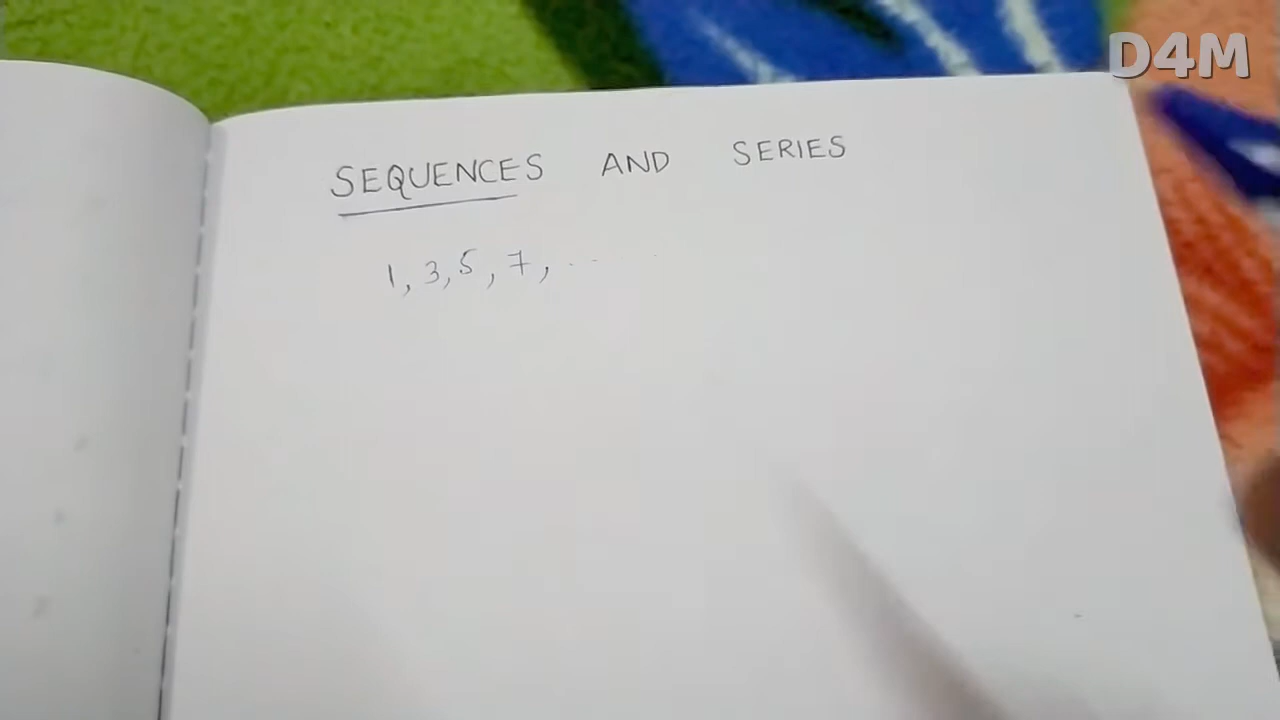 D4M
SEQUENCES AND SERIES
1, 3, 5, 7, ...